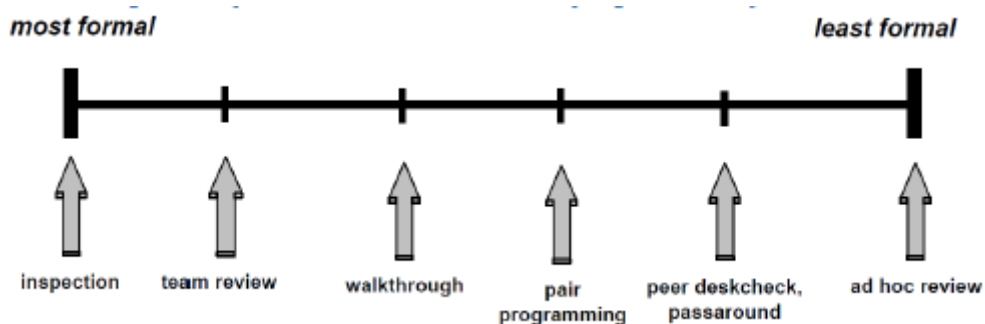 most formal
least formal
inspection
team review
walkthrough
pair
programming
peer deskcheck,
passaround
ad hoc review